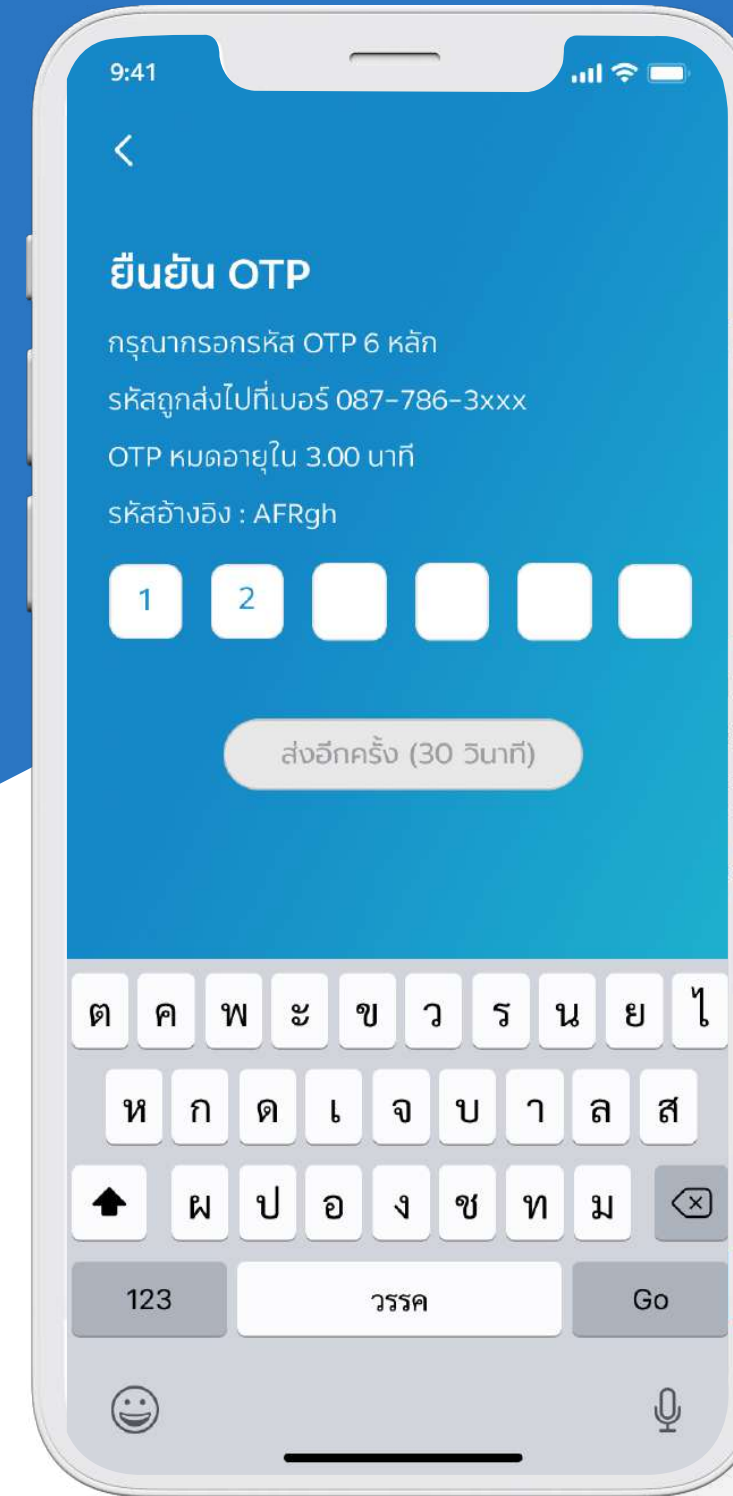 9:41
ยืนยัน OTP
กรุณากรอกรหัส OTP 6 หลัก
รหัสถูกส่งไปที่เบอร์ 087-786-3xxx
OTP หมดอายุใน 3.00 นาที
รหัสอ้างอิง : AFRgh
1 2
ส่งอีกครั้ง (30 วินาที)
ต ค พ ะ ข ว ร น ย ไ
ห ก ด เ จ บ า ล ส
ผ ป อ ง ช ท ม
123 วรรค Go